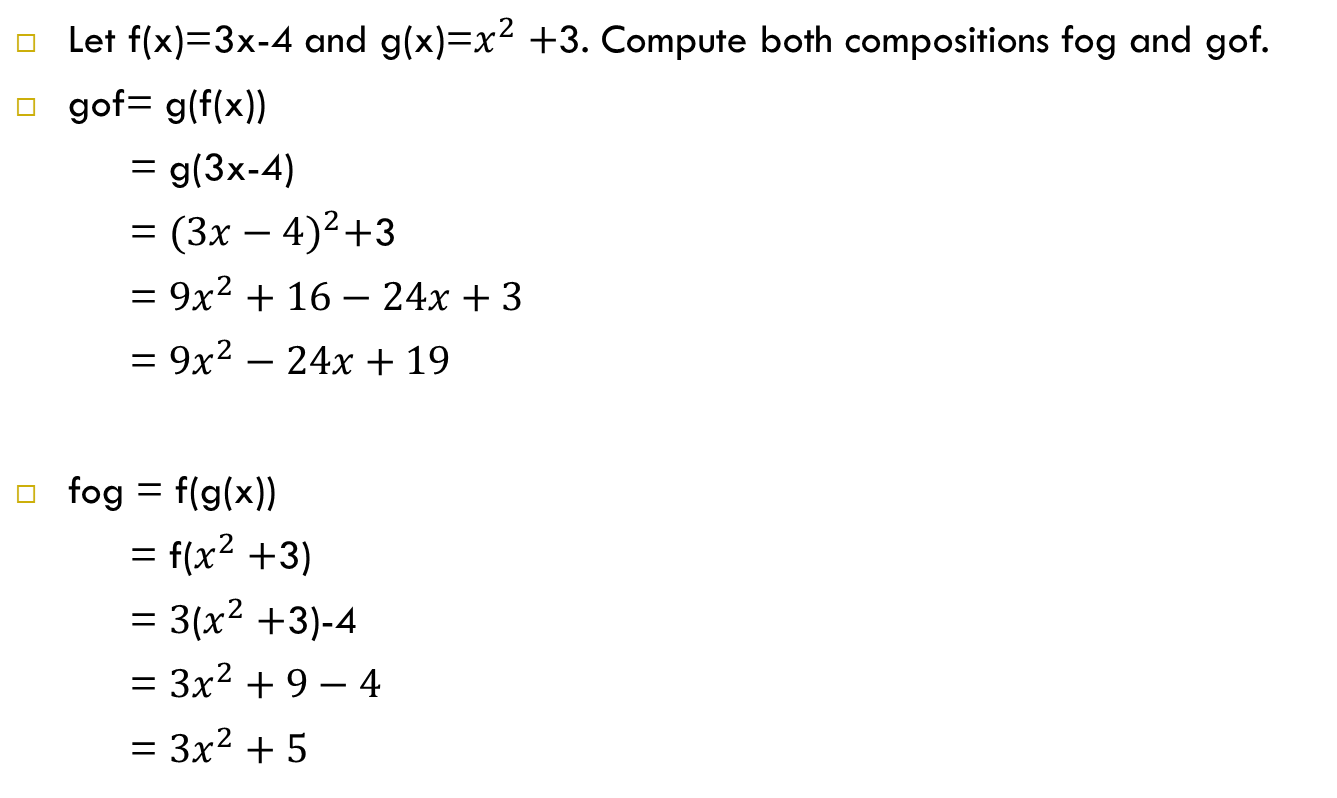 Let f(x)=3x-4 and g(x)=x² +3. Compute both compositions fog and gof.
gof= g(f(x))
= g(3x-4)
= (3x − 4)²+3
= 9x² + 16 − 24x + 3
= 9x² − 24x + 19
fog = f(g(x))
= f(x² +3)
= 3(x² +3)-4
= 3x² + 9 − 4
= 3x² + 5